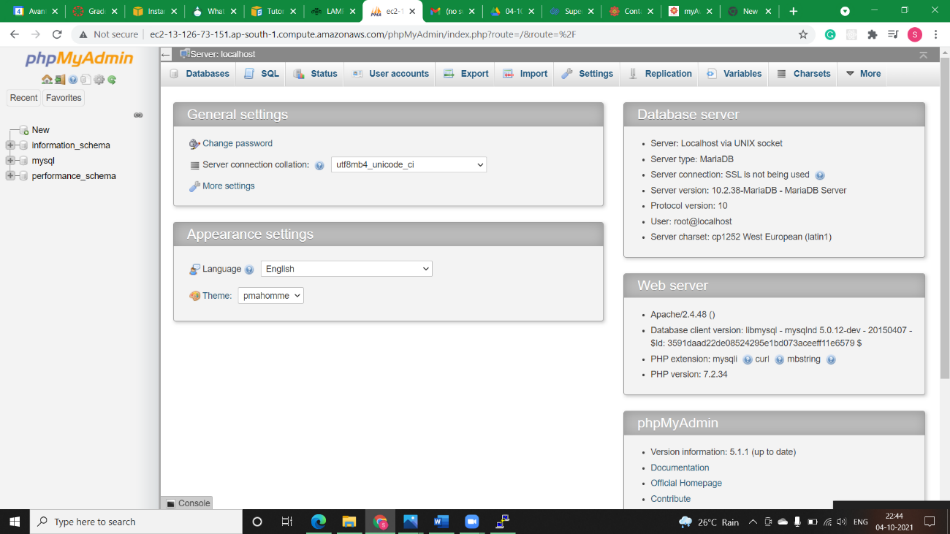 Avan
Grad
Insta
What
Tutor
LAM
ec2-1
(no s
04-10
Supe
Cont
myA
New
Not secure
ec2-13-126-73-151.ap-south-1.compute.amazonaws.com/phpMyAdmin/index.php?route=/&route=%2F
S
phpMyAdmin
Recent
Favorites
New
information_schema
mysql
performance_schema
Server: localhost
Databases
SQL
Status
User accounts
Export
Import
Settings
Replication
Variables
Charsets
More
General settings
Change password
Server connection collation:
utf8mb4_unicode_ci
More settings
Appearance settings
Language
English
Theme:
pmahomme
Database server
Server: Localhost via UNIX socket
Server type: MariaDB
Server connection: SSL is not being used
Server version: 10.2.38-MariaDB - MariaDB Server
Protocol version: 10
User: root@localhost
Server charset: cp1252 West European (latin1)
Web server
Apache/2.4.48 ()
Database client version: libmysql - mysqlnd 5.0.12-dev - 20150407 -
$Id: 3591daad22de08524295e1bd073aceeff11e6579 $
PHP extension: mysqli curl mbstring
PHP version: 7.2.34
phpMyAdmin
Version information: 5.1.1 (up to date)
Documentation
Official Homepage
Contribute
Console
Type here to search
26°C Rain
ENG
22:44
04-10-2021